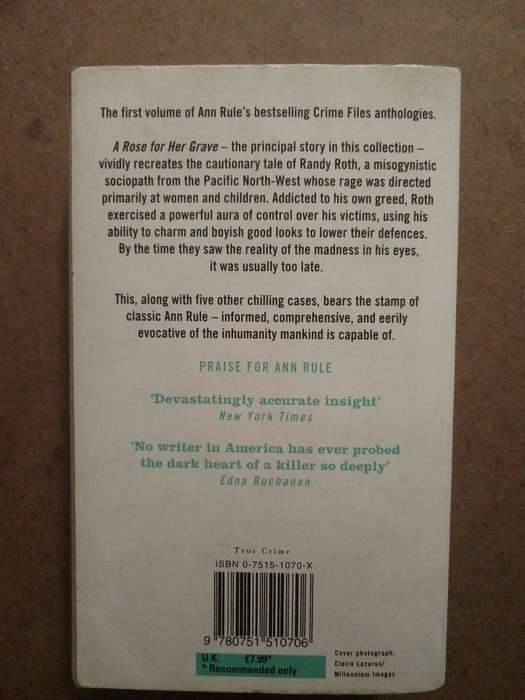 The first volume of Ann Rule's bestselling Crime Files anthologies.
A Rose for Her Grave – the principal story in this collection –
vividly recreates the cautionary tale of Randy Roth, a misogynistic
sociopath from the Pacific North-West whose rage was directed
primarily at women and children. Addicted to his own greed, Roth
exercised a powerful aura of control over his victims, using his
ability to charm and boyish good looks to lower their defences.
By the time they saw the reality of the madness in his eyes,
it was usually too late.
This, along with five other chilling cases, bears the stamp of
classic Ann Rule – informed, comprehensive, and eerily
evocative of the inhumanity mankind is capable of.
PRAISE FOR ANN RULE
'Devastatingly accurate insight'
New York Times
'No writer in America has ever probed
the dark heart of a killer so deeply'
Edna Buchanan
True Crime
ISBN 0-7515-1070-X
9 780751 510706
U.K. £7.99*
* Recommended only
Cover photograph:
Claire Lazarus/
Millennium Images